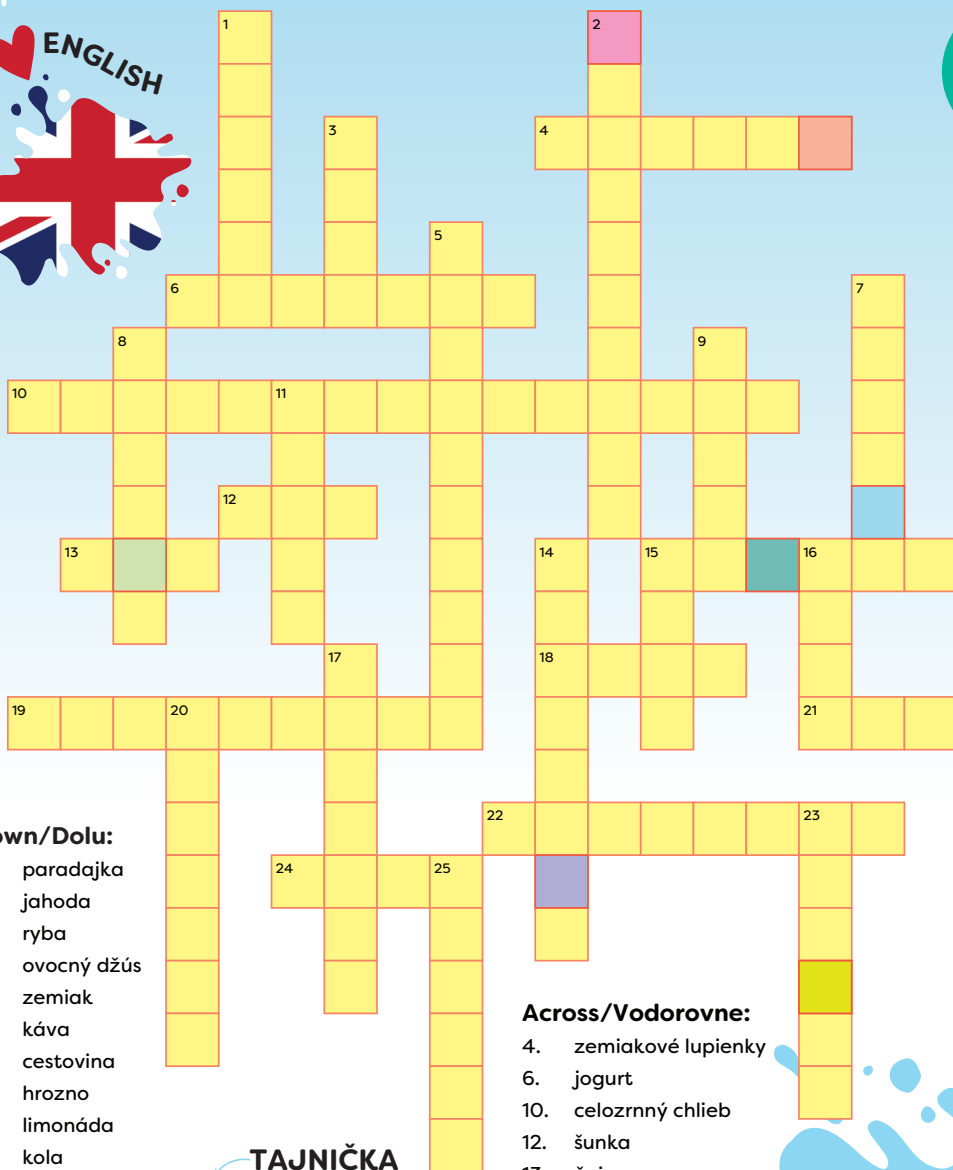 ENGLISH
1
2
3
4
5
6
7
8
9
10
11
12
13
14
15
16
17
18
19
20
21
22
23
24
25
own/Dolu:
paradajka
jahoda
ryba
ovocný džús
zemiak
káva
cestovina
hrozno
limonáda
kola
TAJNIČKA
Across/Vodorovne:
4. zemiakové lupienky
6. jogurt
10. celozrnný chlieb
12. šunka